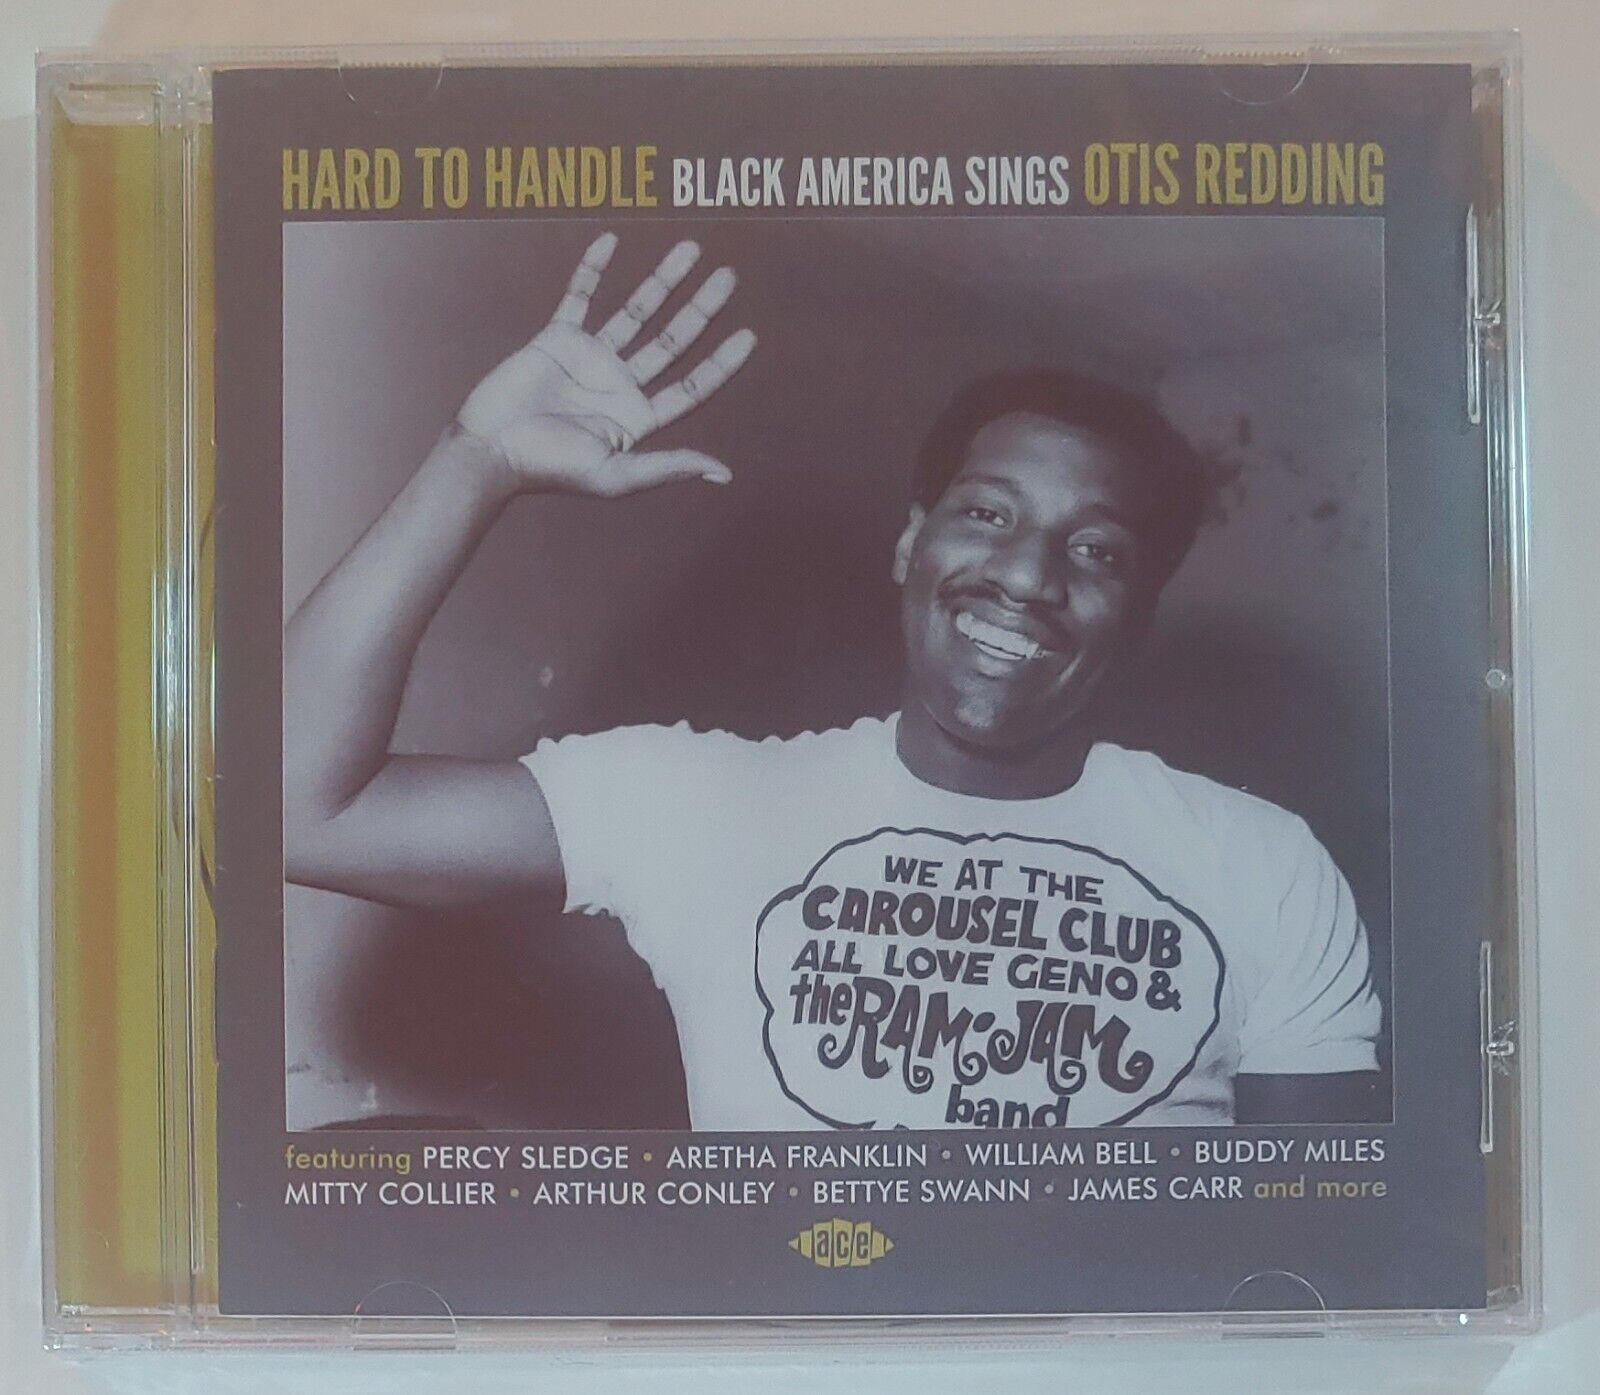 HARD TO HANDLE BLACK AMERICA SINGS OTIS REDDING
WE AT THE
CAROUSEL CLUB
ALL LOVE GENO &
the RAM·JAM
band
featuring PERCY SLEDGE • ARETHA FRANKLIN • WILLIAM BELL • BUDDY MILES
MITTY COLLIER • ARTHUR CONLEY • BETTYE SWANN • JAMES CARR and more
ace